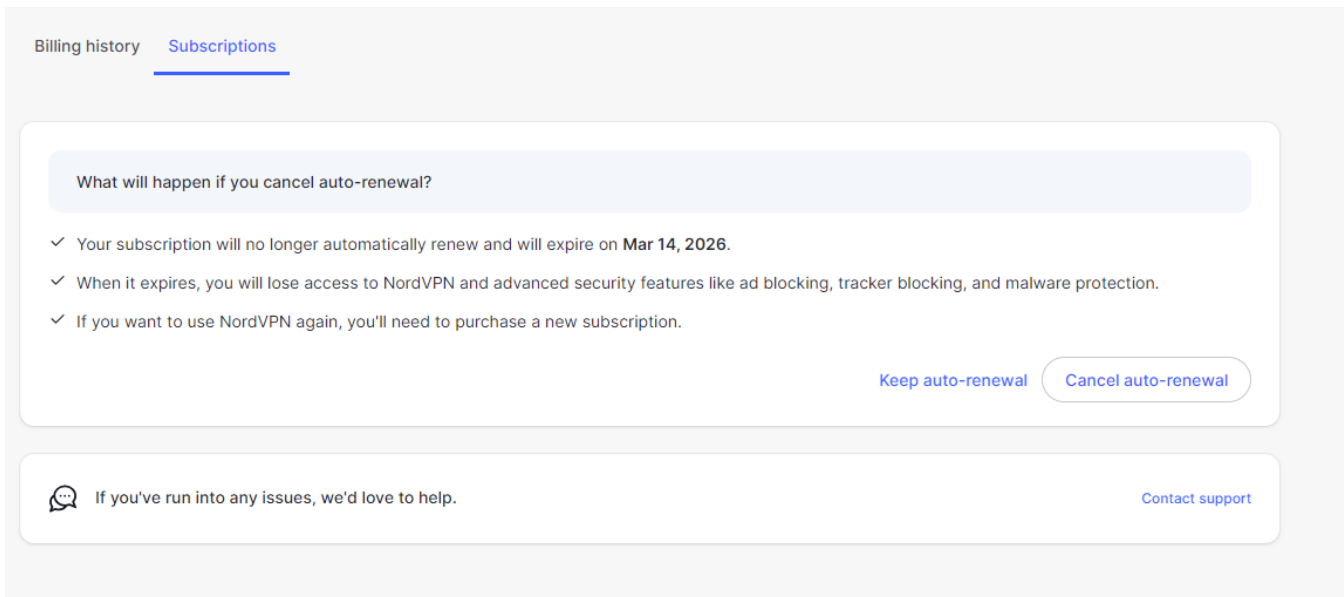 Billing history
Subscriptions
What will happen if you cancel auto-renewal?
Your subscription will no longer automatically renew and will expire on Mar 14, 2026.
When it expires, you will lose access to NordVPN and advanced security features like ad blocking, tracker blocking, and malware protection.
If you want to use NordVPN again, you'll need to purchase a new subscription.
Keep auto-renewal
Cancel auto-renewal
If you've run into any issues, we'd love to help.
Contact support